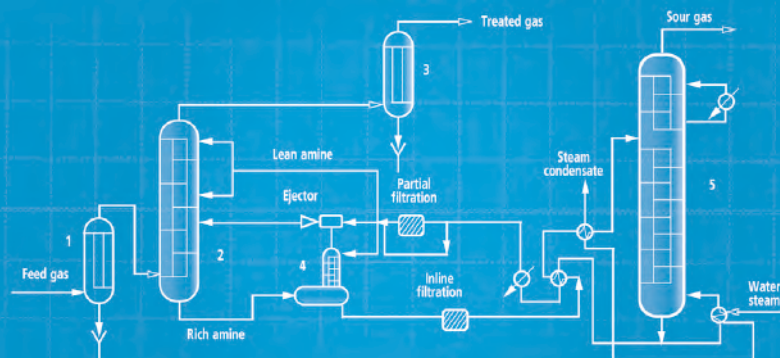 Treated gas
Sour gas
3
Lean amine
Steam
condensate
Partial
filtration
5
Ejector
1
2
4
Feed gas
Inline
filtration
Water
steam
Rich amine